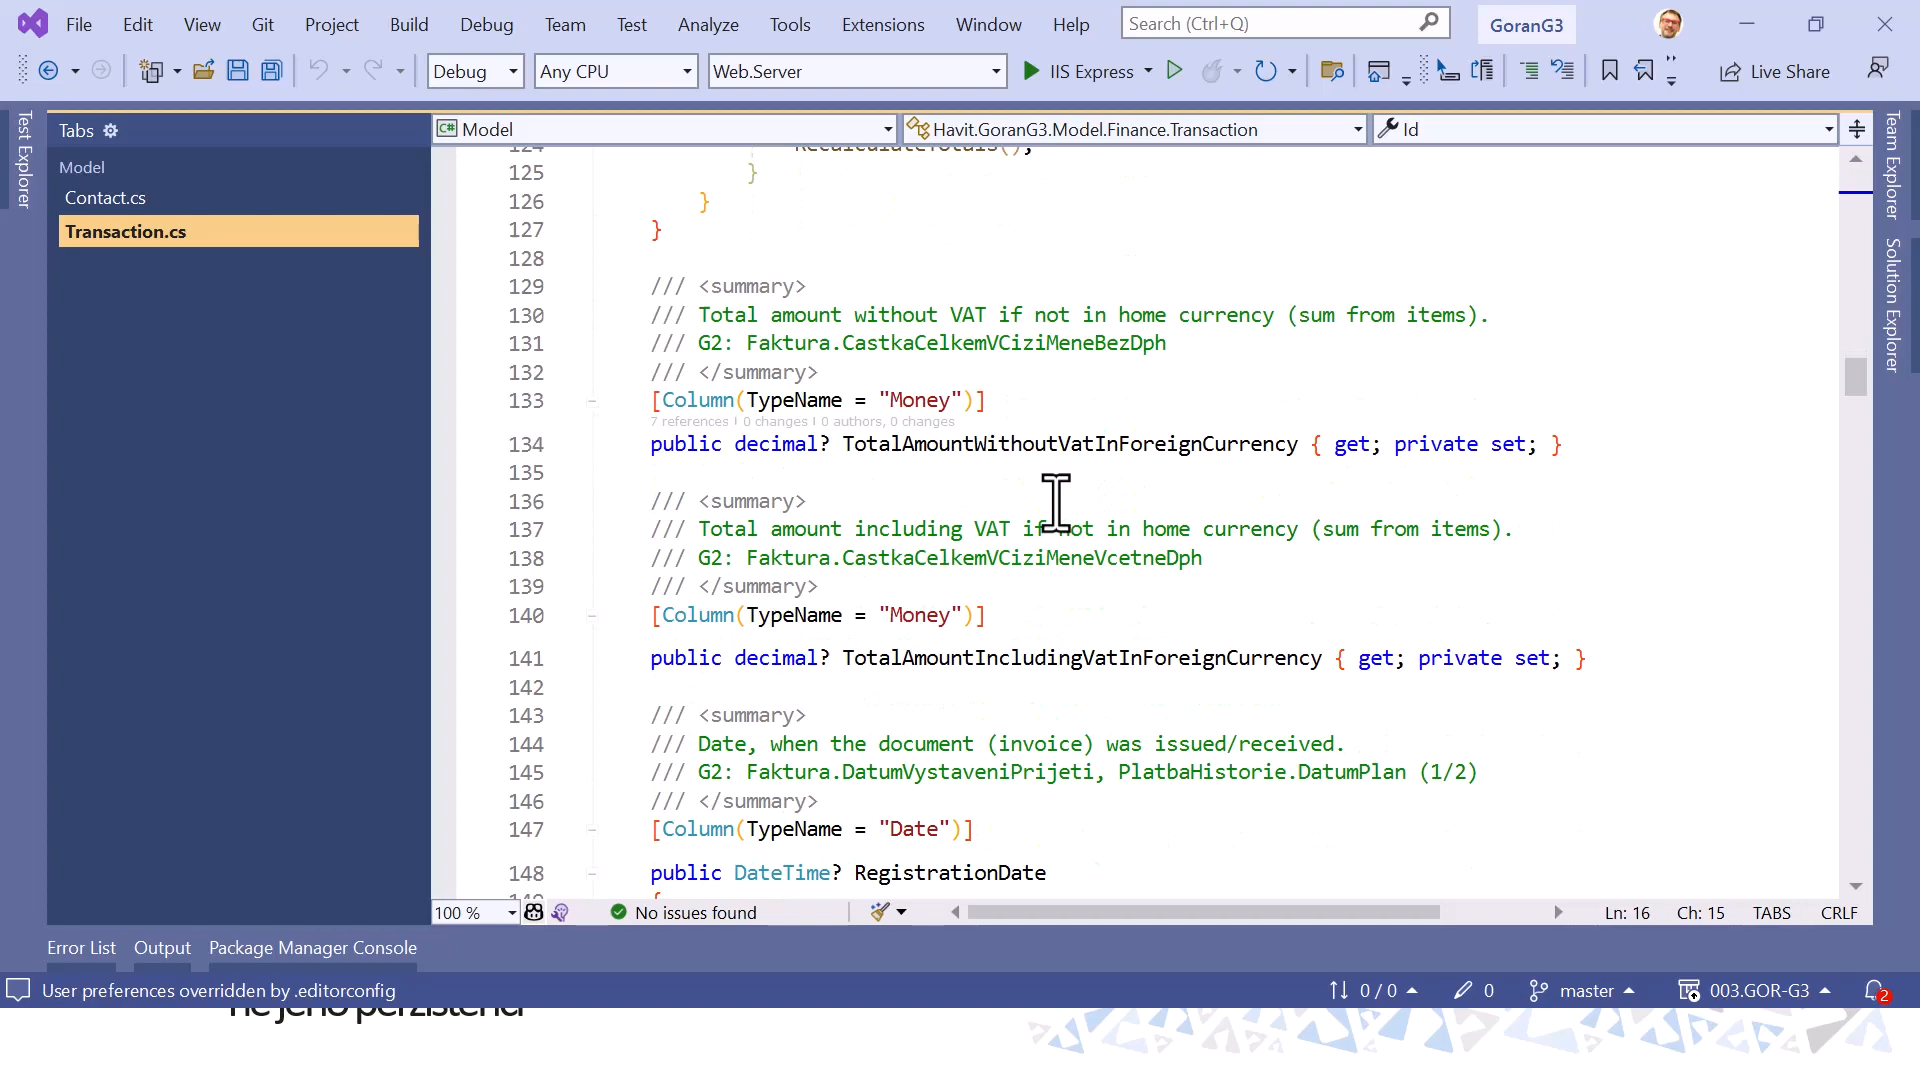 File Edit View Git Project Build Debug Team Test Analyze Tools Extensions Window Help Search (Ctrl+Q) GoranG3
Debug Any CPU Web.Server IIS Express Live Share
Test Explorer
Tabs
Model
Contact.cs
Transaction.cs
Model Havit.GoranG3.Model.Finance.Transaction Id
124 RecalculateTotals();
125 }
126 }
127 }
128
129 /// <summary>
130 /// Total amount without VAT if not in home currency (sum from items).
131 /// G2: Faktura.CastkaCelkemVCiziMeneBezDph
132 /// </summary>
133 [Column(TypeName = "Money")]
7 references | 0 changes | 0 authors, 0 changes
134 public decimal? TotalAmountWithoutVatInForeignCurrency { get; private set; }
135
136 /// <summary>
137 /// Total amount including VAT if not in home currency (sum from items).
138 /// G2: Faktura.CastkaCelkemVCiziMeneVcetneDph
139 /// </summary>
140 [Column(TypeName = "Money")]
141 public decimal? TotalAmountIncludingVatInForeignCurrency { get; private set; }
142
143 /// <summary>
144 /// Date, when the document (invoice) was issued/received.
145 /// G2: Faktura.DatumVystaveniPrijeti, PlatbaHistorie.DatumPlan (1/2)
146 /// </summary>
147 [Column(TypeName = "Date")]
148 public DateTime? RegistrationDate
149 {
Team Explorer
Solution Explorer
100 % No issues found Ln: 16 Ch: 15 TABS CRLF
Error List Output Package Manager Console
User preferences overridden by .editorconfig 0 / 0 0 master 003.GOR-G3 2
ne jeho perzistenci